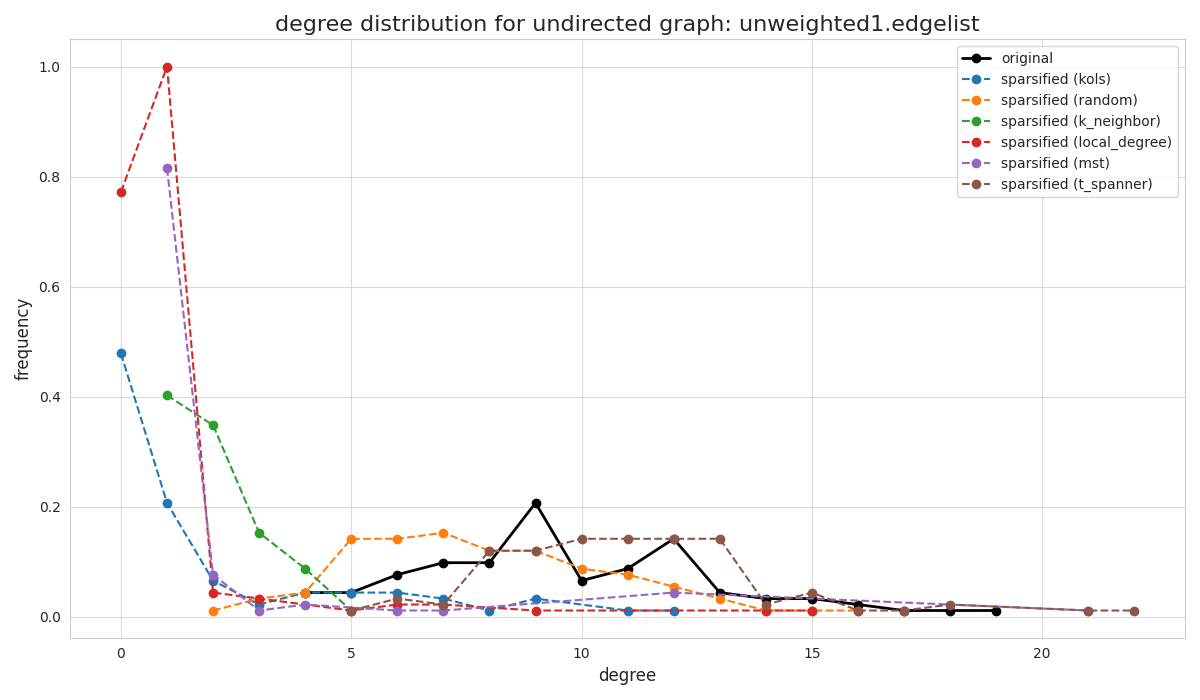 degree distribution for undirected graph: unweighted1.edgelist
original
sparsified (kols)
sparsified (random)
sparsified (k_neighbor)
sparsified (local_degree)
sparsified (mst)
sparsified (t_spanner)
frequency
1.0
0.8
0.6
0.4
0.2
0.0
0 5 10 15 20
degree